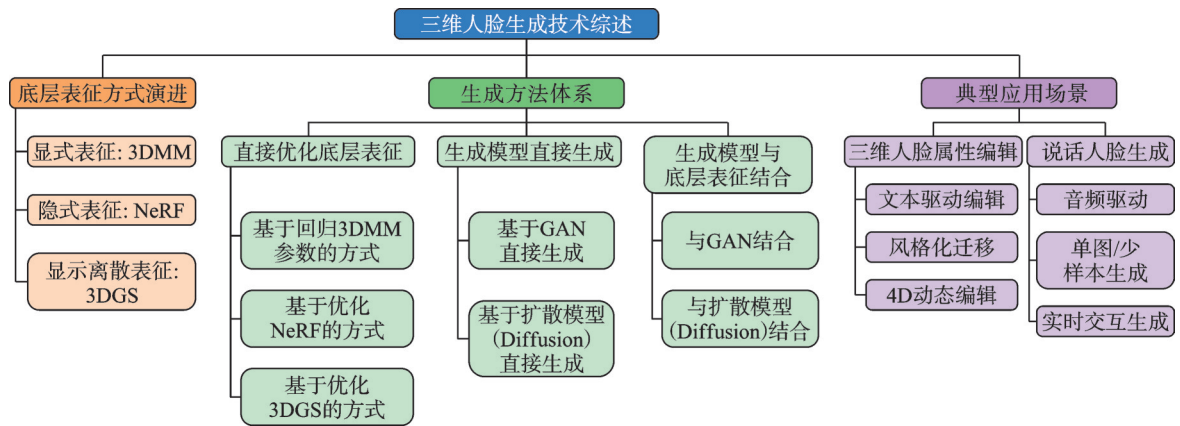 三维人脸生成技术综述
底层表征方式演进
显式表征: 3DMM
隐式表征: NeRF
显示离散表征:
3DGS
生成方法体系
直接优化底层表征
基于回归3DMM
参数的方式
基于优化
NeRF的方式
基于优化
3DGS的方式
生成模型直接生成
基于GAN
直接生成
基于扩散模型
(Diffusion)
直接生成
生成模型与
底层表征结合
与GAN结合
与扩散模型
(Diffusion)结合
典型应用场景
三维人脸属性编辑
文本驱动编辑
风格化迁移
4D动态编辑
说话人脸生成
音频驱动
单图/少
样本生成
实时交互生成